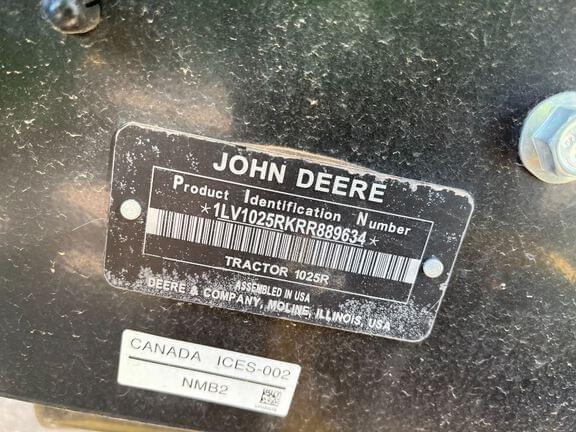 JOHN DEERE
Product Identification Number
*1LV1025RKRR889634*
TRACTOR 1025R
ASSEMBLED IN USA
DEERE & COMPANY, MOLINE, ILLINOIS, USA
CANADA ICES-002
NMB2